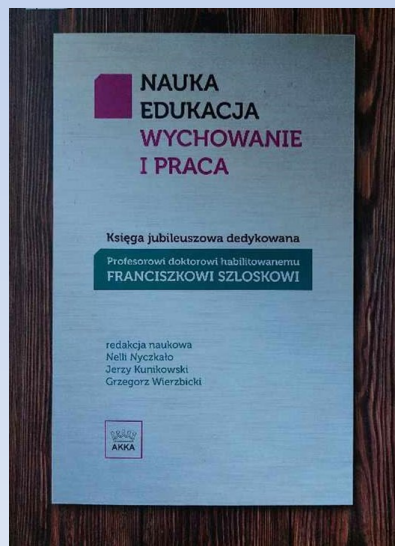 NAUKA
EDUKACJA
WYCHOWANIE
I PRACA
Księga jubileuszowa dedykowana
Profesorowi doktorowi habilitowanemu
FRANCISZKOWI SZLOSKOWI
redakcja naukowa
Nelli Nyczkało
Jerzy Kunikowski
Grzegorz Wierzbicki
AKKA